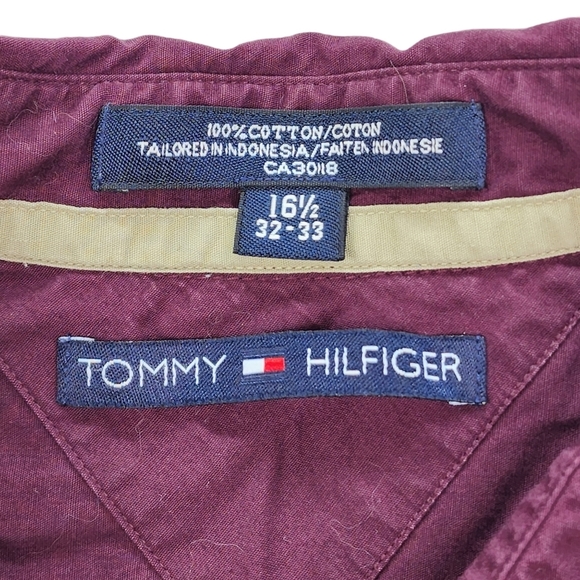 100% COTTON/COTON
TAILORED IN INDONESIA/FAIT EN INDONESIE
CA30118
16½
32-33
TOMMY HILFIGER